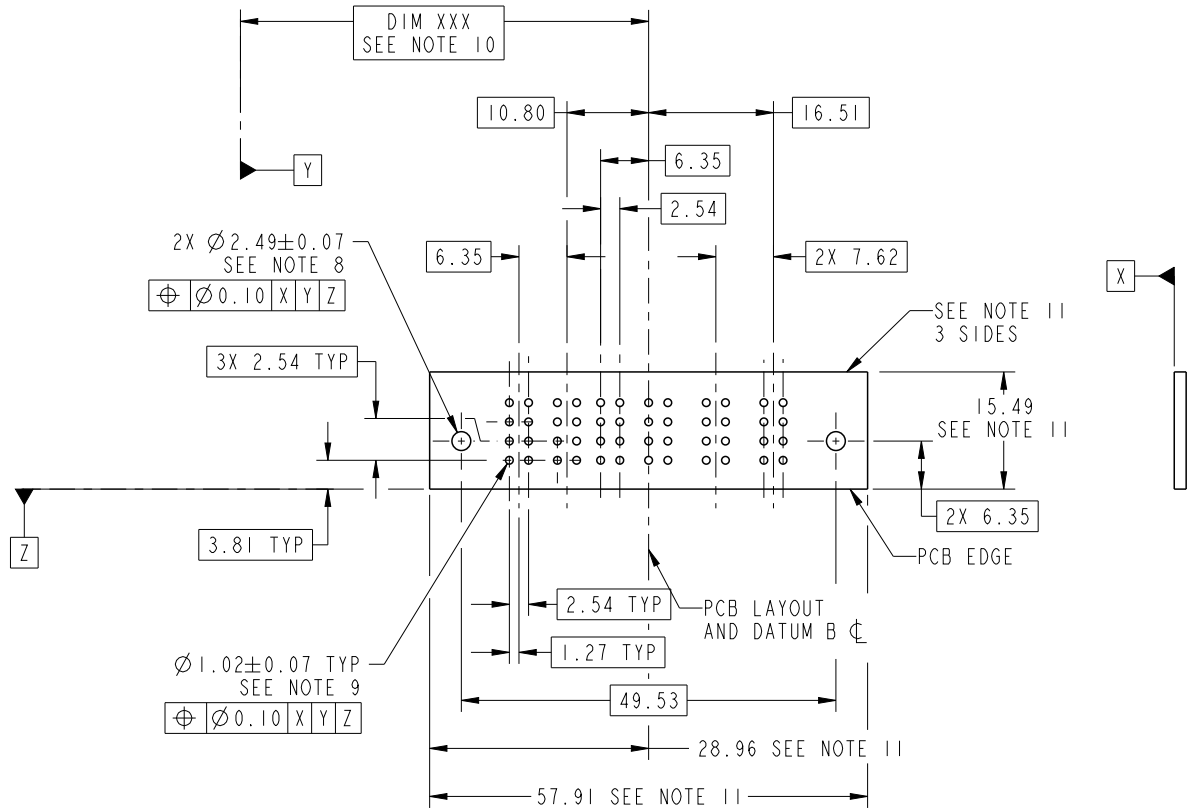 DIM XXX
SEE NOTE 10
10.80
16.51
6.35
Y
2.54
2X Ø2.49±0.07
SEE NOTE 8
⌖ Ø0.10 X Y Z
6.35
2X 7.62
X
SEE NOTE 11
3 SIDES
3X 2.54 TYP
15.49
SEE NOTE 11
2X 6.35
3.81 TYP
Z
PCB EDGE
2.54 TYP
PCB LAYOUT
AND DATUM B ℄
1.27 TYP
Ø1.02±0.07 TYP
SEE NOTE 9
⌖ Ø0.10 X Y Z
49.53
28.96 SEE NOTE 11
57.91 SEE NOTE 11